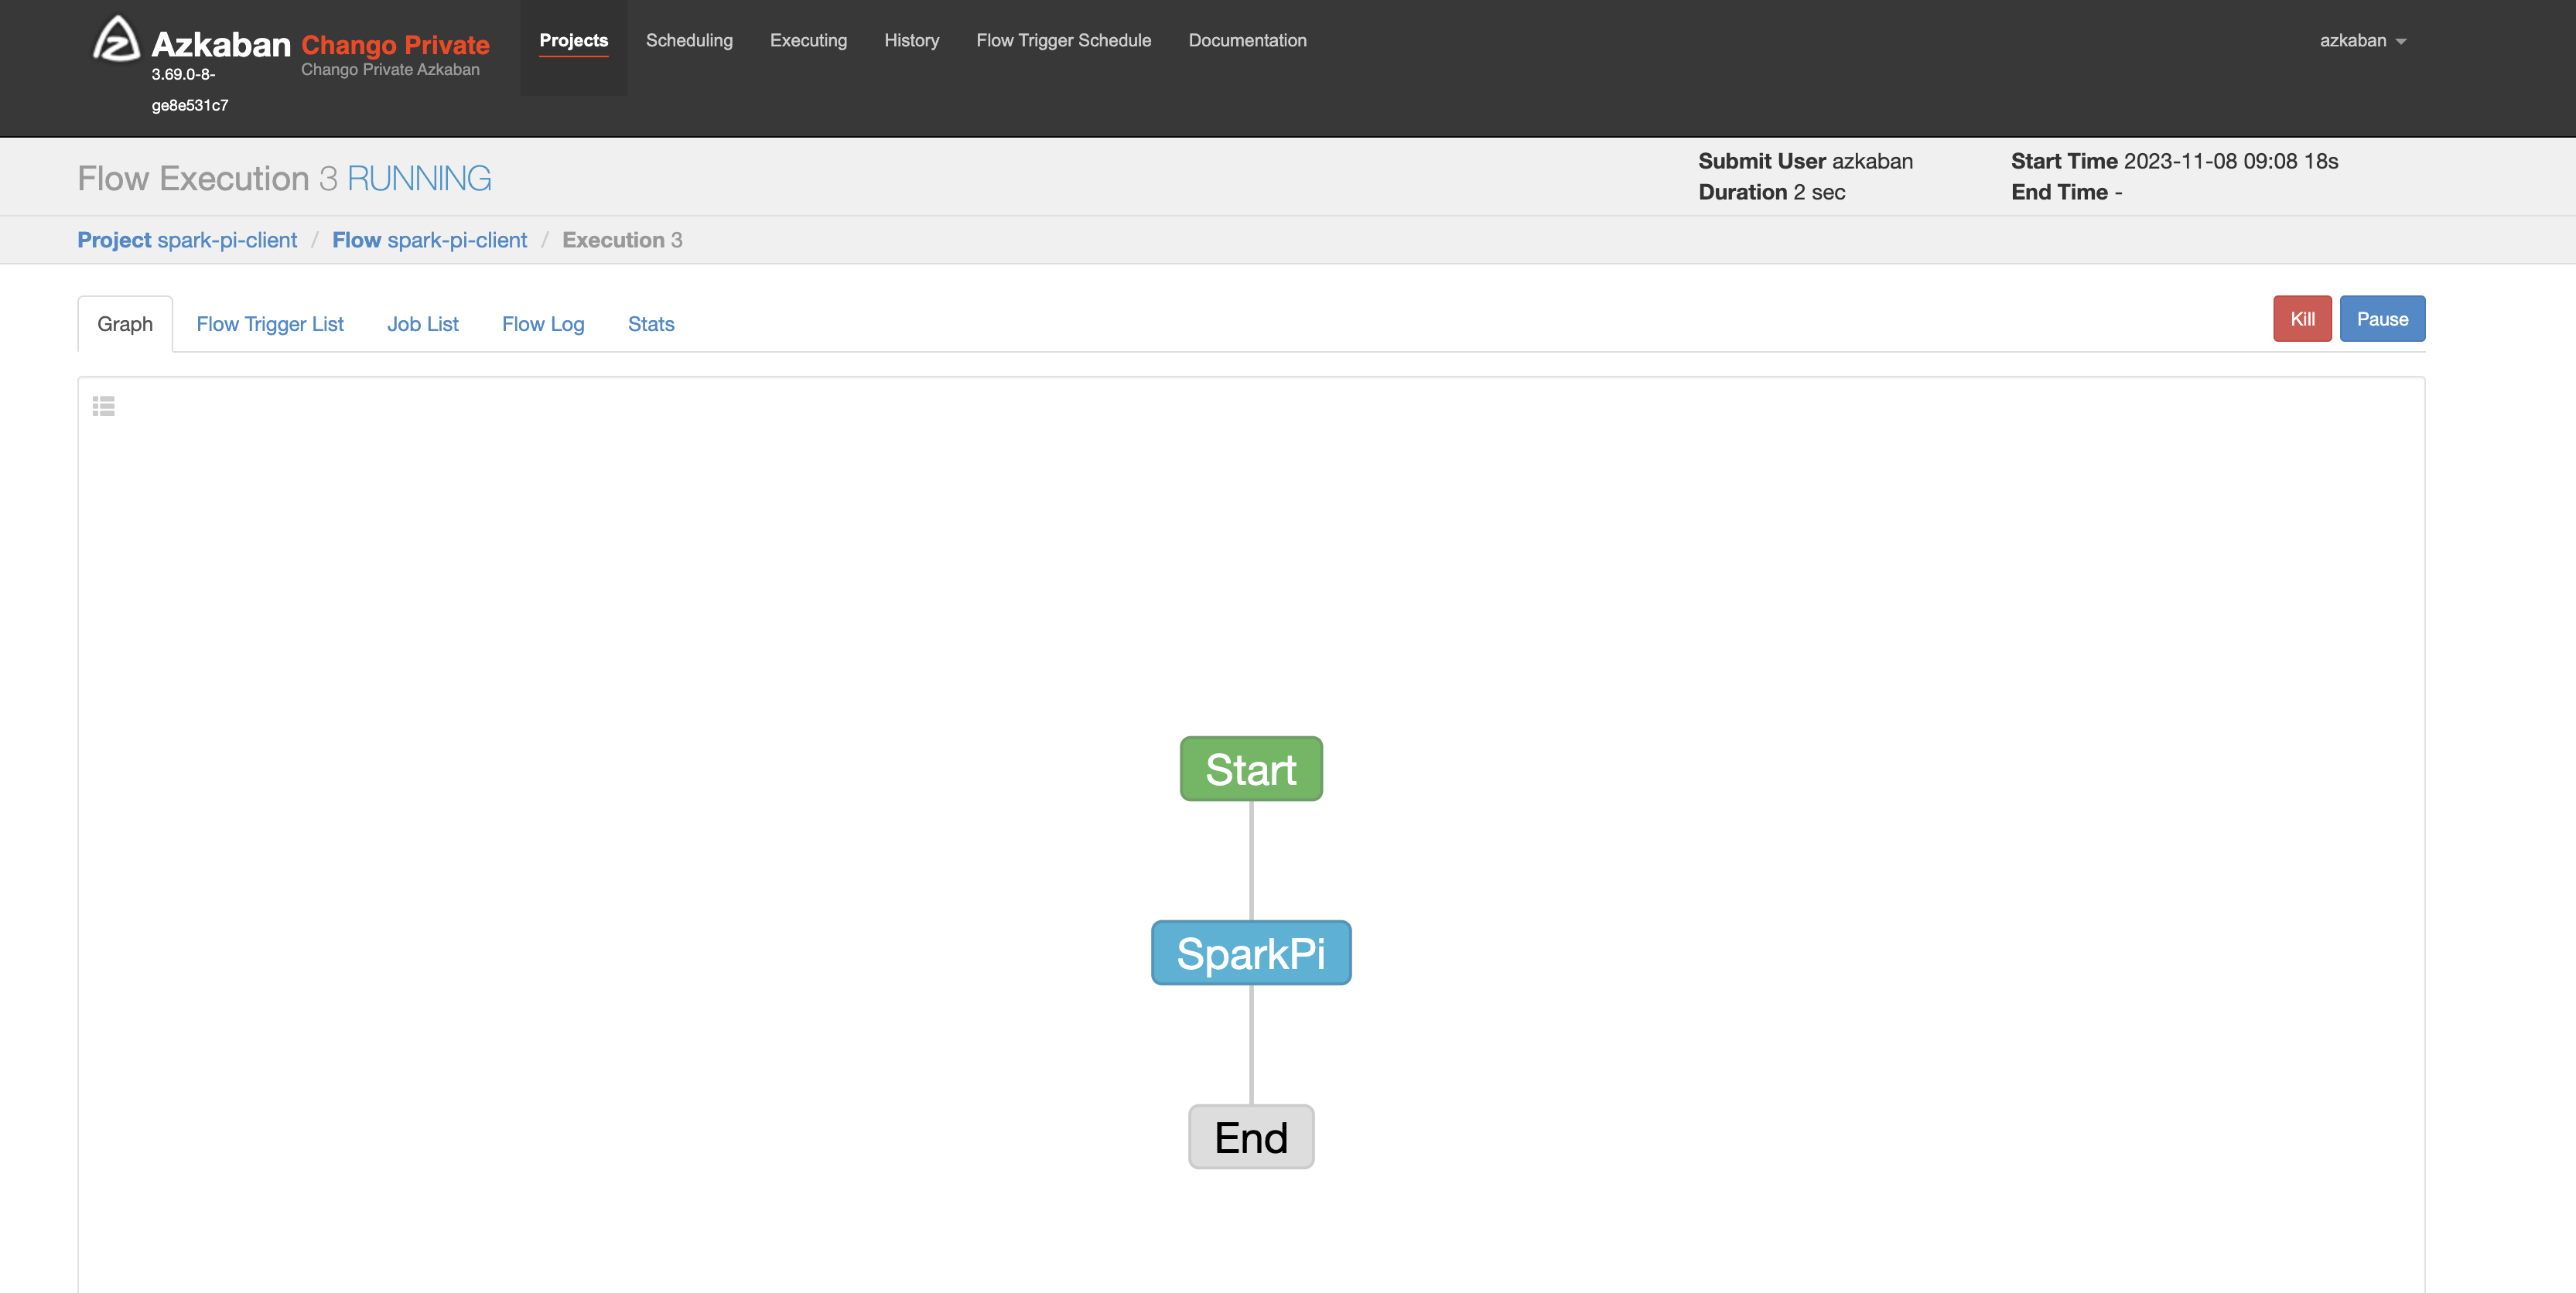 Azkaban Chango Private
3.69.0-8-
ge8e531c7
Chango Private Azkaban
Projects Scheduling Executing History Flow Trigger Schedule Documentation
azkaban
Flow Execution 3 RUNNING
Submit User azkaban
Duration 2 sec
Start Time 2023-11-08 09:08 18s
End Time -
Project spark-pi-client / Flow spark-pi-client / Execution 3
Graph Flow Trigger List Job List Flow Log Stats
Kill Pause
Start
SparkPi
End